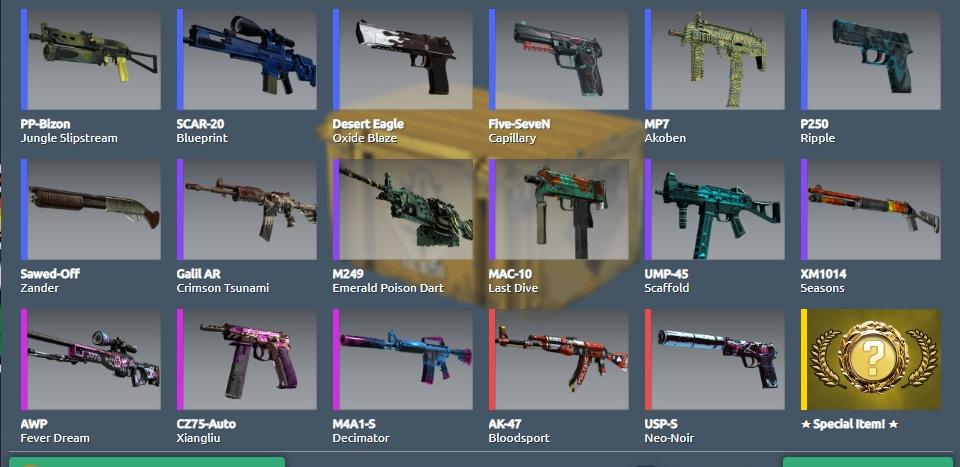 PP-Bizon
Jungle Slipstream
SCAR-20
Blueprint
Desert Eagle
Oxide Blaze
Five-SeveN
Capillary
MP7
Akoben
P250
Ripple
Sawed-Off
Zander
Galil AR
Crimson Tsunami
M249
Emerald Poison Dart
MAC-10
Last Dive
UMP-45
Scaffold
XM1014
Seasons
?
AWP
Fever Dream
CZ75-Auto
Xiangliu
M4A1-S
Decimator
AK-47
Bloodsport
USP-S
Neo-Noir
★ Special Item! ★